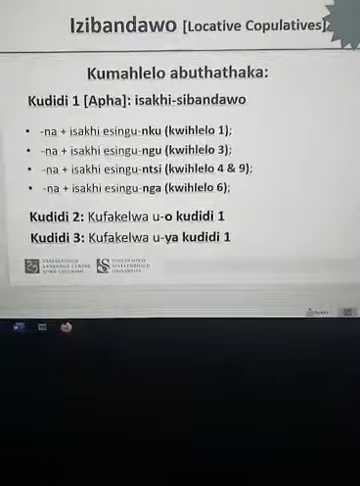 Izibandawo [Locative Copulatives]
Kumahlelo abuthathaka:
Kudidi 1 [Apha]: isakhi-sibandawo
• -na + isakhi esingu-nku (kwihlelo 1);
• -na + isakhi esingu-ngu (kwihlelo 3);
• -na + isakhi esingu-ntsi (kwihlelo 4 & 9);
• -na + isakhi esingu-nga (kwihlelo 6);
Kudidi 2: Kufakelwa u-o kudidi 1
Kudidi 3: Kufakelwa u-ya kudidi 1